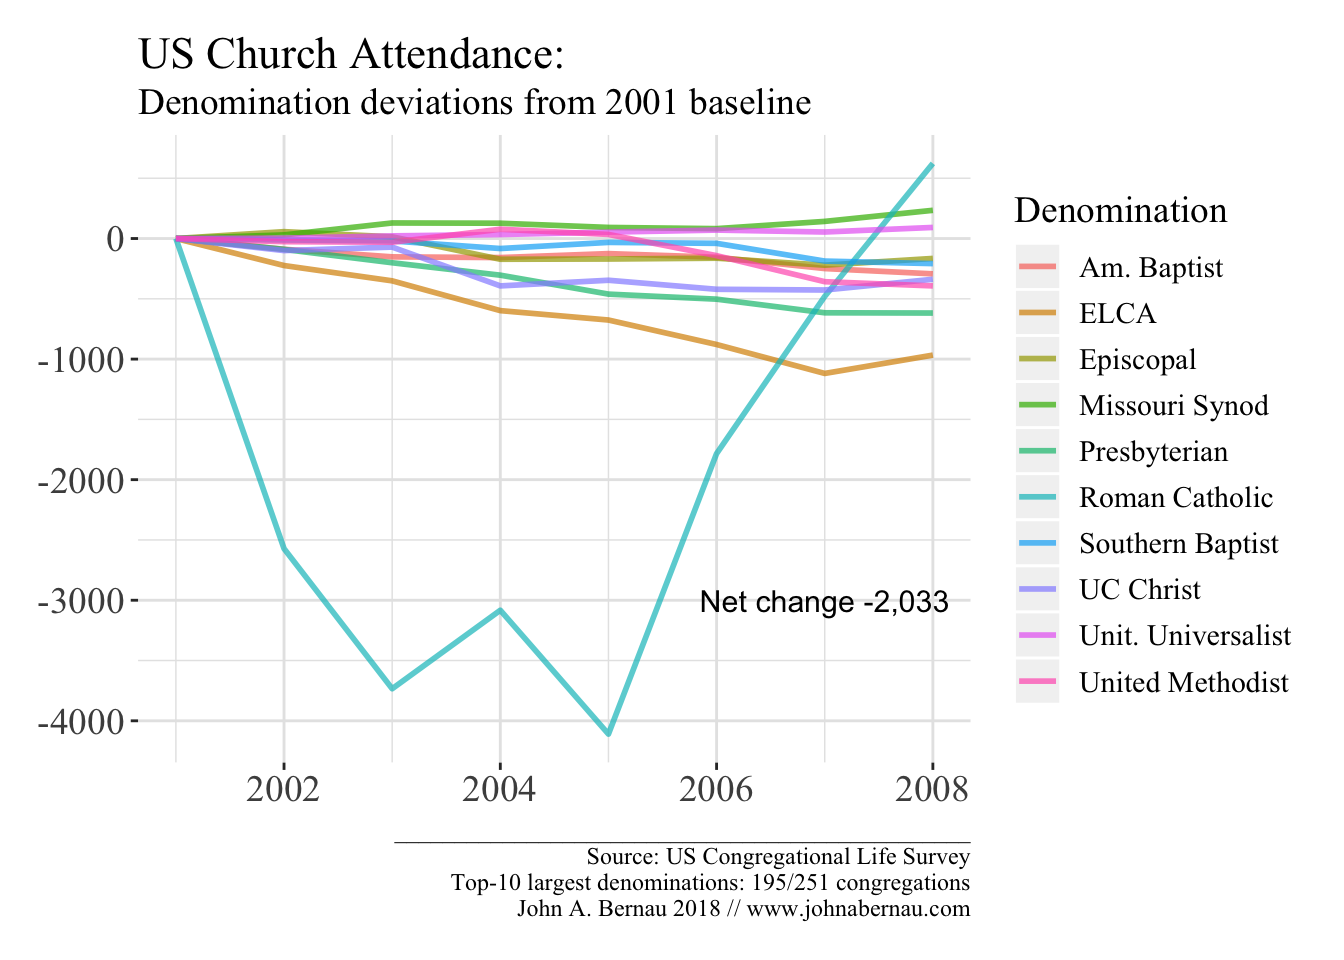 US Church Attendance:
Denomination deviations from 2001 baseline
0
-1000
-2000
-3000
-4000
Net change -2,033
2002
2004
2006
2008
Denomination
Am. Baptist
ELCA
Episcopal
Missouri Synod
Presbyterian
Roman Catholic
Southern Baptist
UC Christ
Unit. Universalist
United Methodist
Source: US Congregational Life Survey
Top-10 largest denominations: 195/251 congregations
John A. Bernau 2018 // www.johnabernau.com